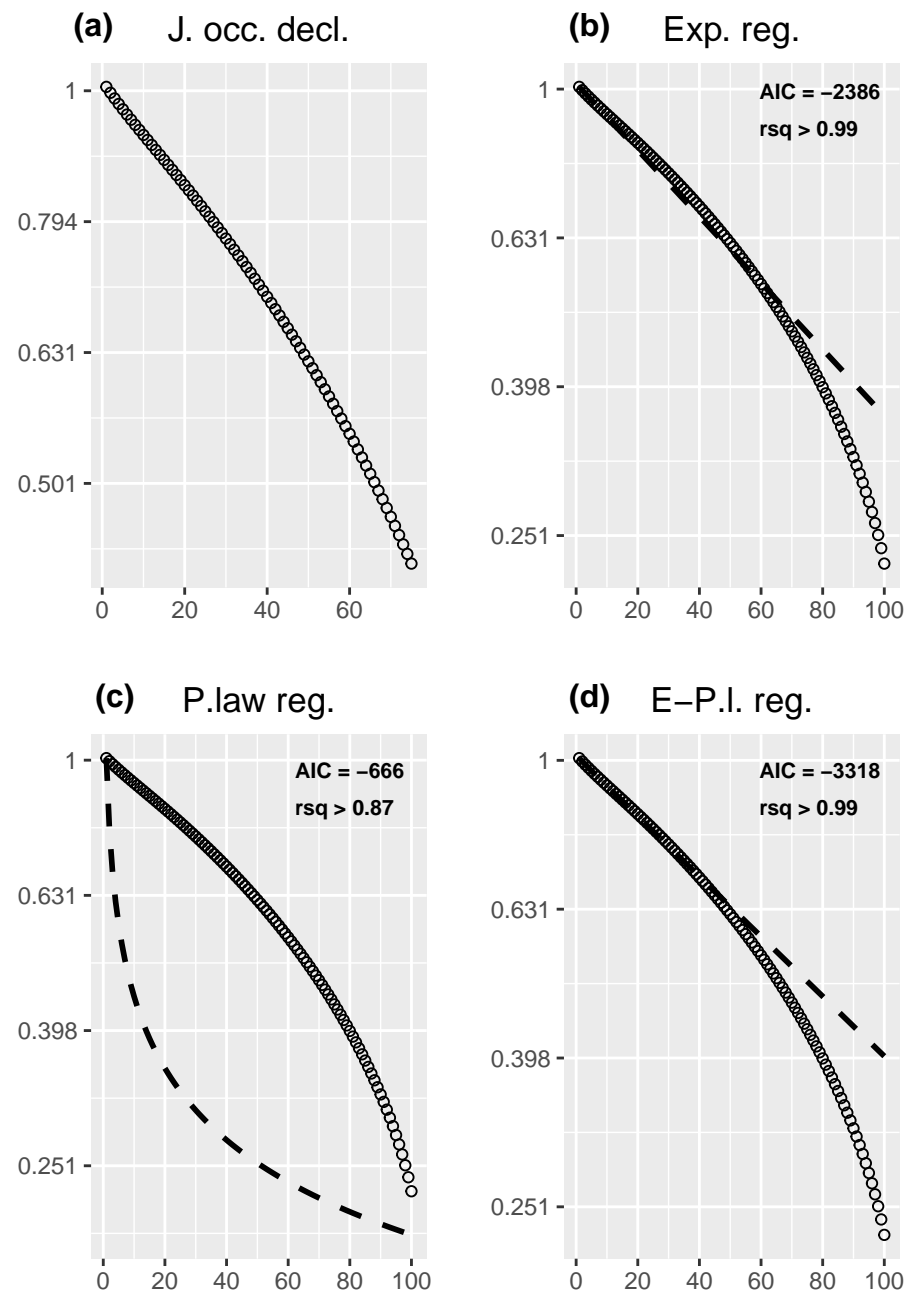 (a) J. occ. decl.
1
0.794
0.631
0.501
0 20 40 60
(b) Exp. reg.
AIC = −2386
rsq > 0.99
1
0.631
0.398
0.251
0 20 40 60 80 100
(c) P.law reg.
AIC = −666
rsq > 0.87
1
0.631
0.398
0.251
0 20 40 60 80 100
(d) E−P.l. reg.
AIC = −3318
rsq > 0.99
1
0.631
0.398
0.251
0 20 40 60 80 100